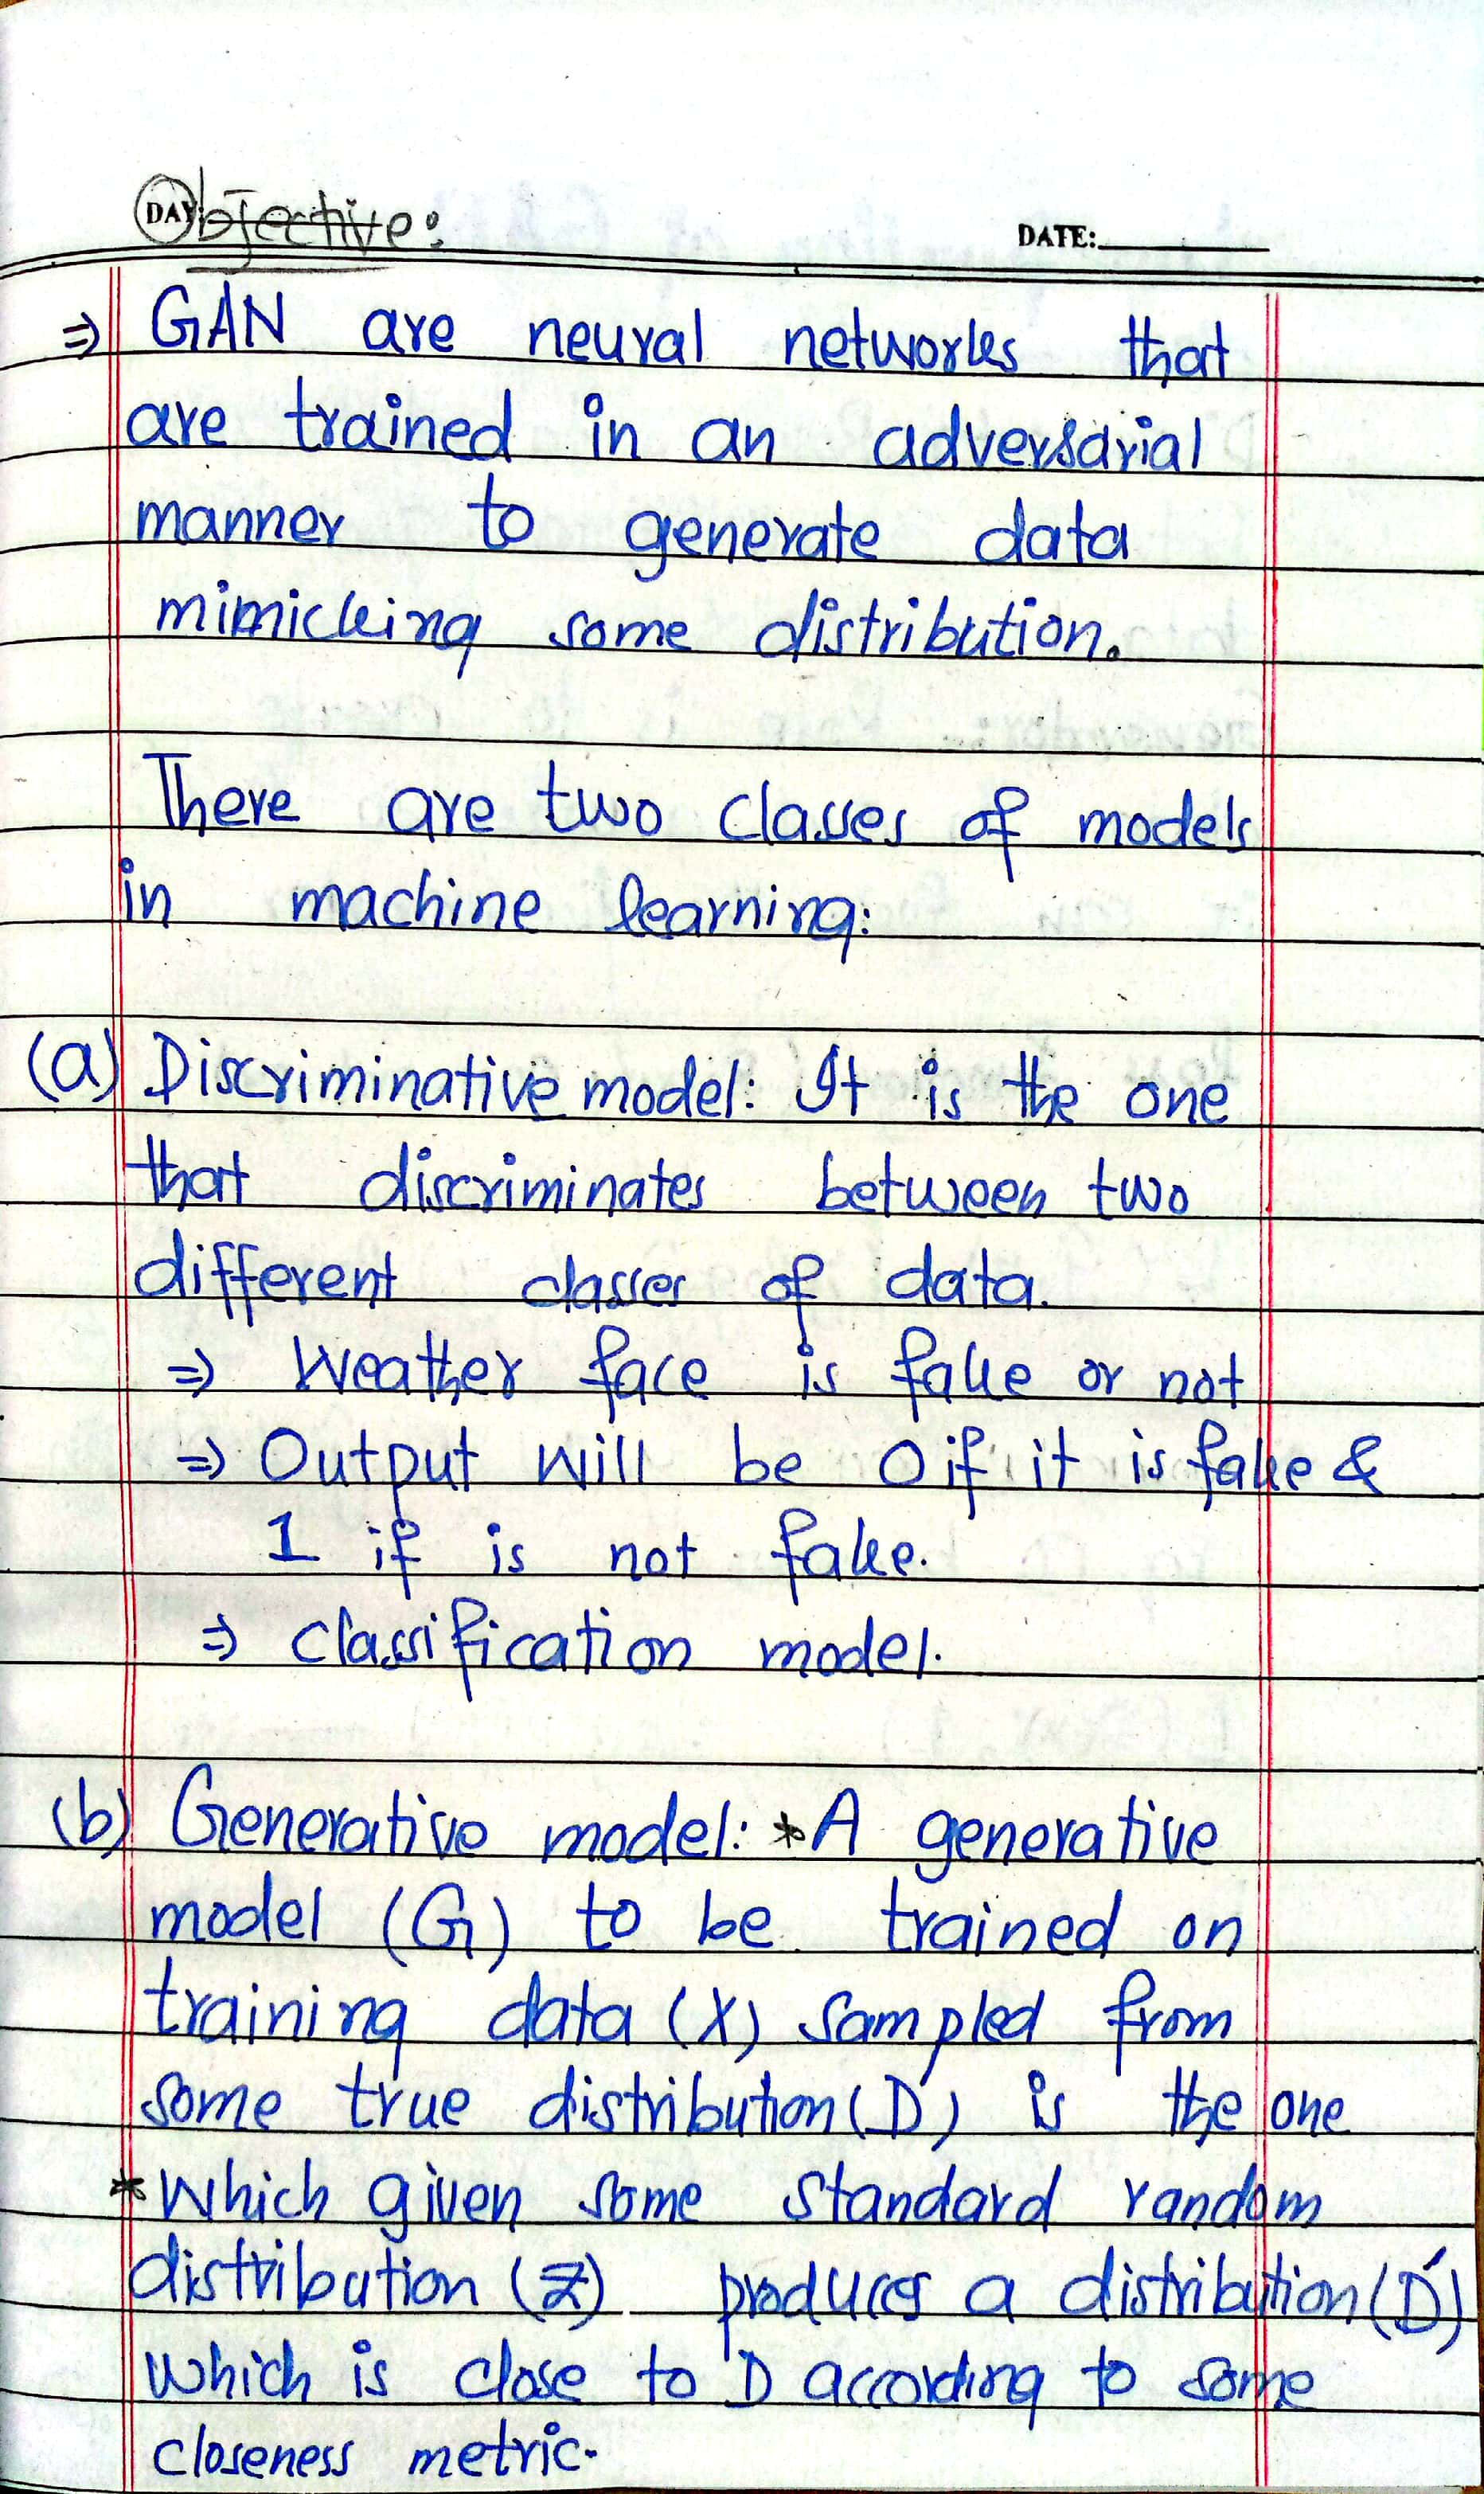 DAY:
Objective:
DATE:
⇒ GAN are neural networks that
are trained in an adversarial
manner to generate data
mimicking some distribution.
There are two classes of models
in machine learning:
(a) Discriminative model: It is the one
that discriminates between two
different classes of data.
⇒ Weather face is fake or not
⇒ Output will be 0 if it is fake &
1 if is not fake.
⇒ classification model.
(b) Generative model: *A generative
model (G) to be trained on
training data (X) sampled from
some true distribution (D') is the one
*Which given some standard random
distribution (Z) produces a distribution (D')
which is close to D according to some
closeness metric.